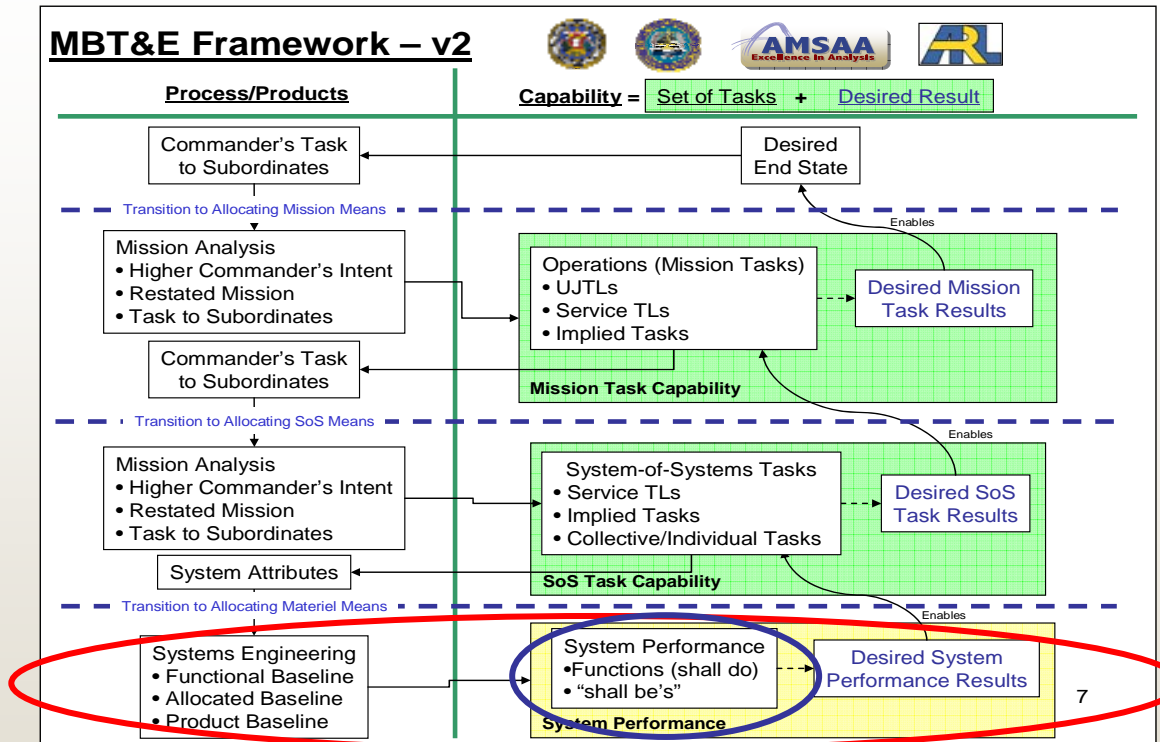 MBT&E Framework – v2
AMSAA
Excellence In Analysis
ARL
Process/Products
Capability = Set of Tasks + Desired Result
Commander's Task
to Subordinates
Desired
End State
Transition to Allocating Mission Means
Enables
Mission Analysis
• Higher Commander's Intent
• Restated Mission
• Task to Subordinates
Operations (Mission Tasks)
• UJTLs
• Service TLs
• Implied Tasks
Desired Mission
Task Results
Commander's Task
to Subordinates
Mission Task Capability
Transition to Allocating SoS Means
Enables
Mission Analysis
• Higher Commander's Intent
• Restated Mission
• Task to Subordinates
System-of-Systems Tasks
• Service TLs
• Implied Tasks
• Collective/Individual Tasks
Desired SoS
Task Results
System Attributes
SoS Task Capability
Transition to Allocating Materiel Means
Enables
Systems Engineering
• Functional Baseline
• Allocated Baseline
• Product Baseline
System Performance
•Functions (shall do)
• "shall be's"
Desired System
Performance Results
System Performance
7